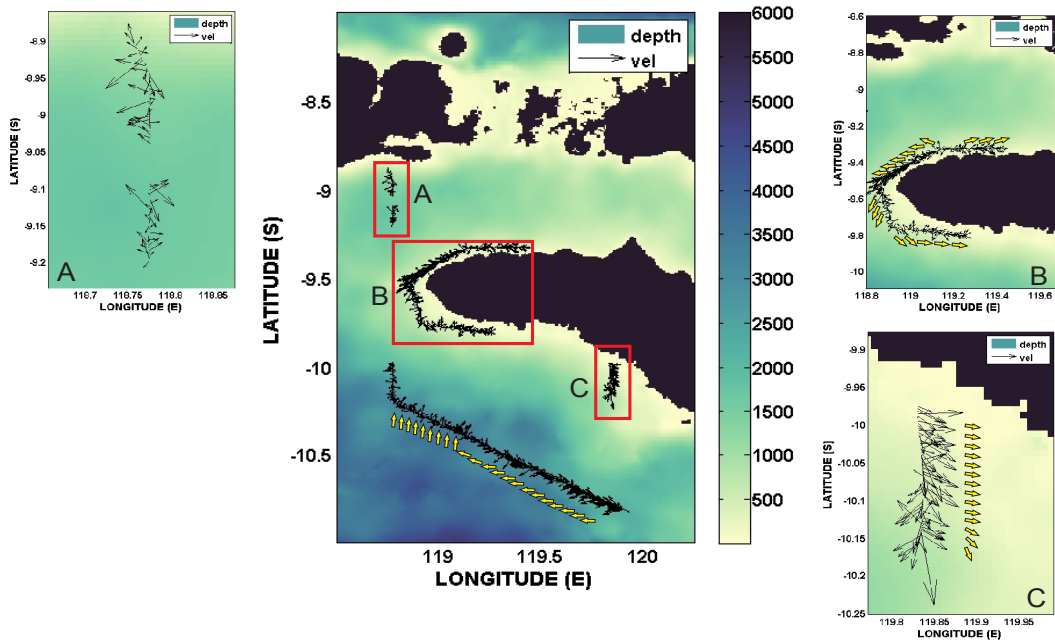 -8.9
-8.95
-9
-9.05
-9.1
-9.15
-9.2
LATITUDE (S)
depth
vel
A
118.7
118.75
118.8
118.85
LONGITUDE (E)
-8.5
-9
-9.5
-10
-10.5
LATITUDE (S)
depth
vel
A
B
C
119
119.5
120
LONGITUDE (E)
6000
5500
5000
4500
4000
3500
3000
2500
2000
1500
1000
500
-8.6
-8.8
-9
-9.2
-9.4
-9.6
-9.8
-10
LATITUDE (S)
depth
vel
B
118.8
119
119.2
119.4
119.6
LONGITUDE (E)
-9.9
-9.95
-10
-10.05
-10.1
-10.15
-10.2
-10.25
LATITUDE (S)
depth
vel
C
119.8
119.85
119.9
119.95
LONGITUDE (E)